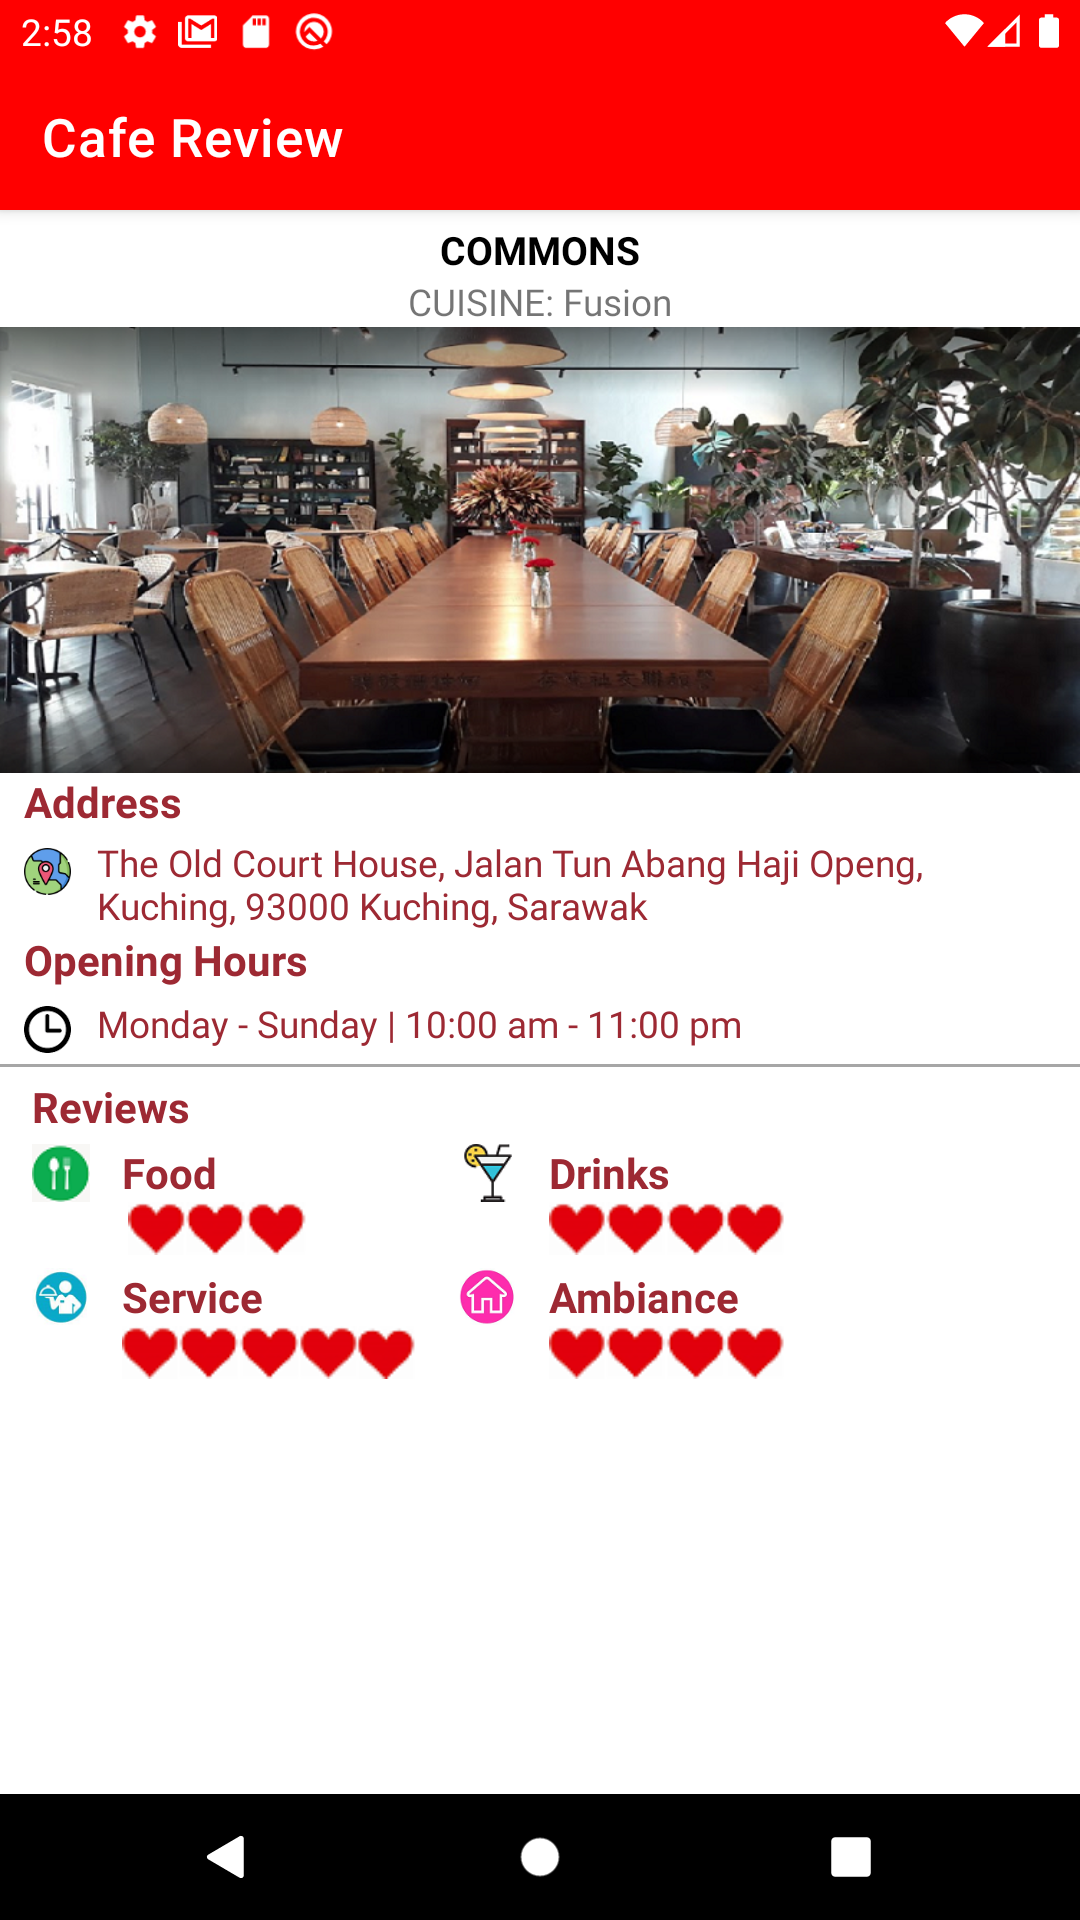 2:58
Cafe Review
COMMONS
CUISINE: Fusion
Address
The Old Court House, Jalan Tun Abang Haji Openg,
Kuching, 93000 Kuching, Sarawak
Opening Hours
Monday - Sunday | 10:00 am - 11:00 pm
Reviews
Food
Drinks
Service
Ambiance